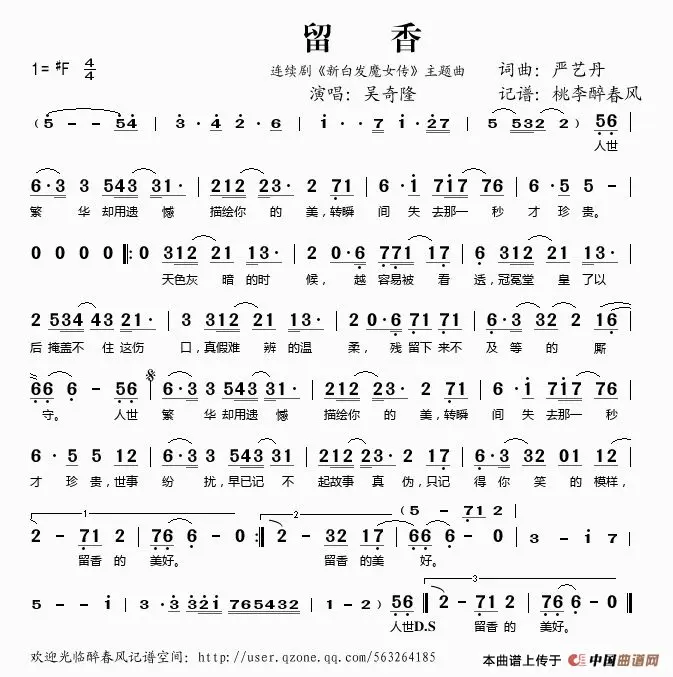 留 香
1=♯F 4/4 连续剧《新白发魔女传》主题曲 词曲：严艺丹
演唱：吴奇隆 记谱：桃李醉春风
( 5 - - 54 | 3 · 4 2 · 6 | i · 7 i · 27 | 5 532 2 ) 56 |
人世
6·3 3 543 31· | 212 23· 2 71 | 6·i 717 76 | 6·5 5 - |
繁 华 却用遗 憾 描绘你 的 美，转瞬 间 失 去那一 秒 才 珍 贵。
0 0 0 0 |: 0 312 21 13· | 2 0·6 771 17 | 6 312 21 13· |
天色灰 暗 的时 候， 越 容易被 看 透，冠冕堂 皇 了以
2 534 43 21· | 3 312 21 13· | 2 0·6 771 17 | 6·3 32 2 16 |
后 掩盖不 住 这伤 口，真假难 辨 的温 柔，残 留下 来不 及 等 的 厮
66 6 - 56 | 6·3 3 543 31· | 212 23· 2 71 | 6·i 717 76 |
守。 人世 繁 华 却用遗 憾 描绘你 的 美，转瞬 间 失 去那一 秒
6·5 5 12 | 6·3 3 543 31 | 212 23· 2 71 | 6·3 32 01 12 |
才 珍 贵，世事 纷 扰，早已记 不 起故事 真 伪，只记 得 你 笑 的 模样，
( 5 - 71 2 |
1 2
2 - 71 2 | 76 6 - 0 :| 2 - 32 17 | 66 6 - 0 | 3 - i 7 |
留香 的 美好。 留香 的美 好。
5 - - i | 3·3 32i 765432 | 1 - 2 ) 56 | 2 - 71 2 | 76 6 - 0 ||
3
人世D.S 留香 的 美好。
欢迎光临醉春风记谱空间：http://user.qzone.qq.com/563264185 本曲谱上传于 中国曲谱网